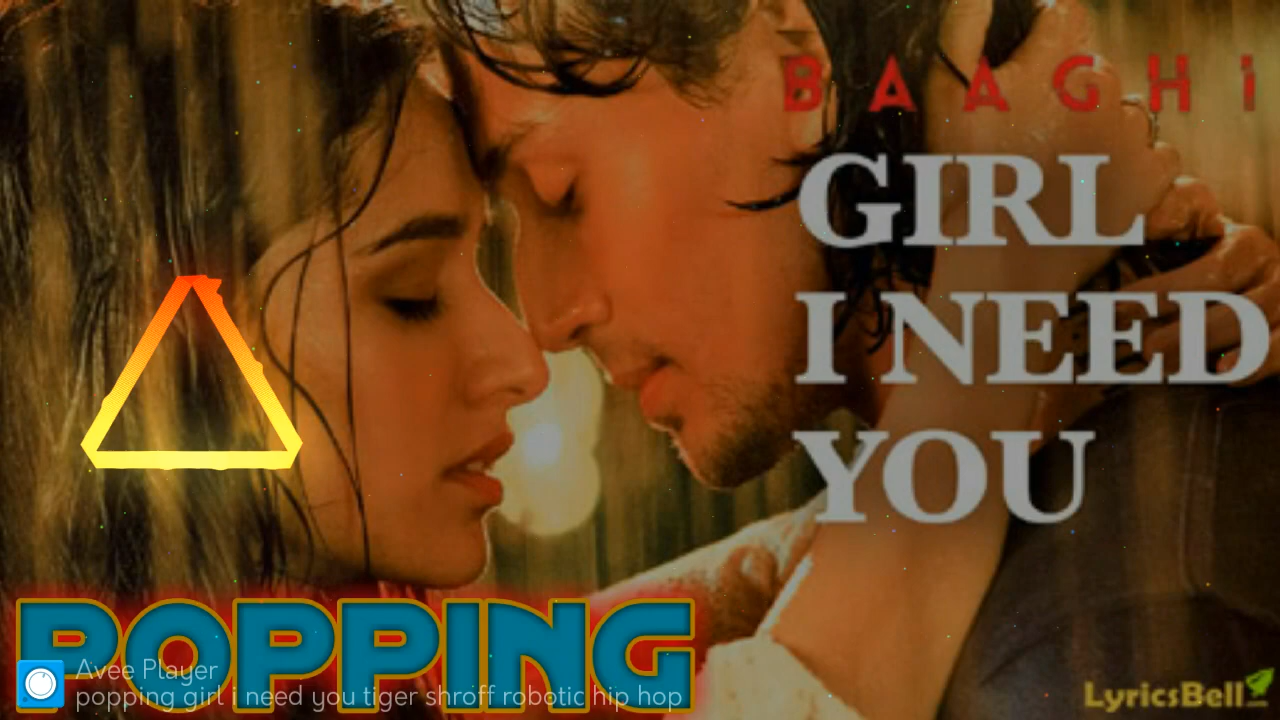 BAAGHI
GIRL
I NEED
YOU
POPPING
Avee Player
popping girl i need you tiger shroff robotic hip hop
LyricsBell